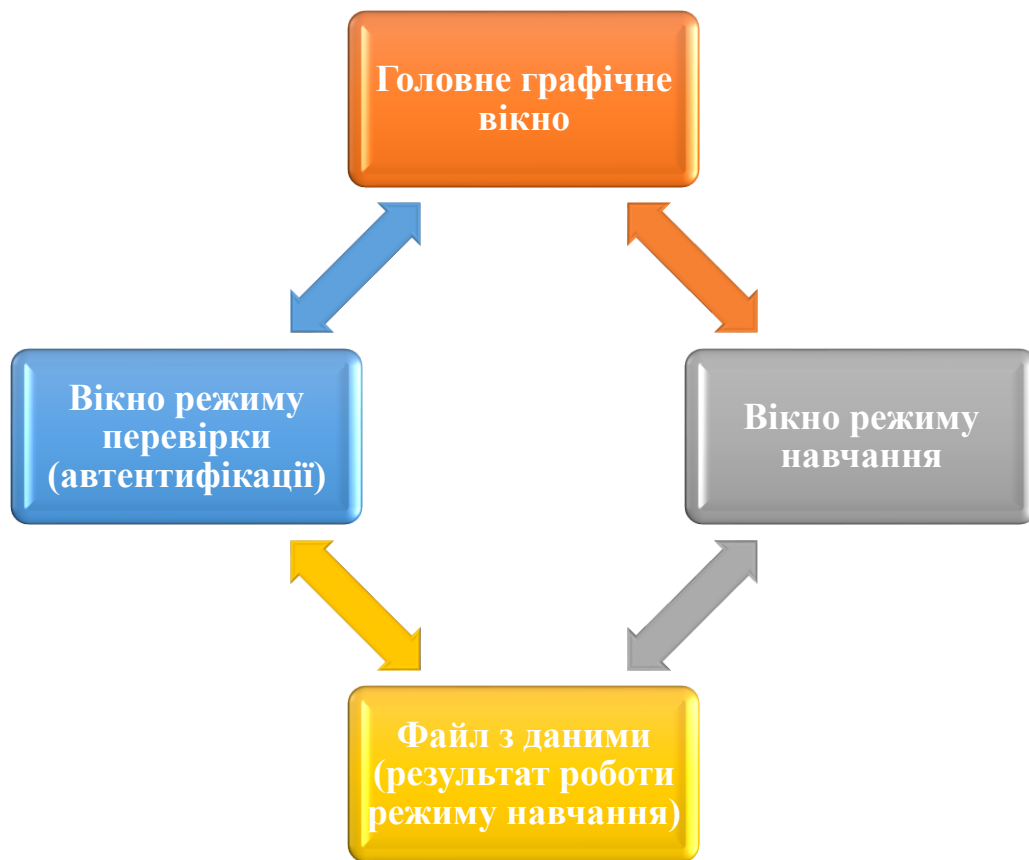 Головне графічне
вікно
Вікно режиму
перевірки
(автентифікації)
Вікно режиму
навчання
Файл з даними
(результат роботи
режиму навчання)